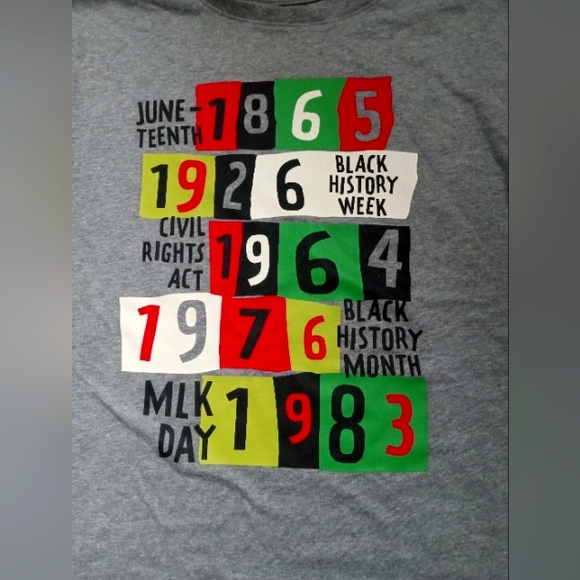 JUNE-
TEENTH 1865
1926 BLACK
HISTORY
WEEK
CIVIL
RIGHTS
ACT 1964
1976 BLACK
HISTORY
MONTH
MLK
DAY 1983